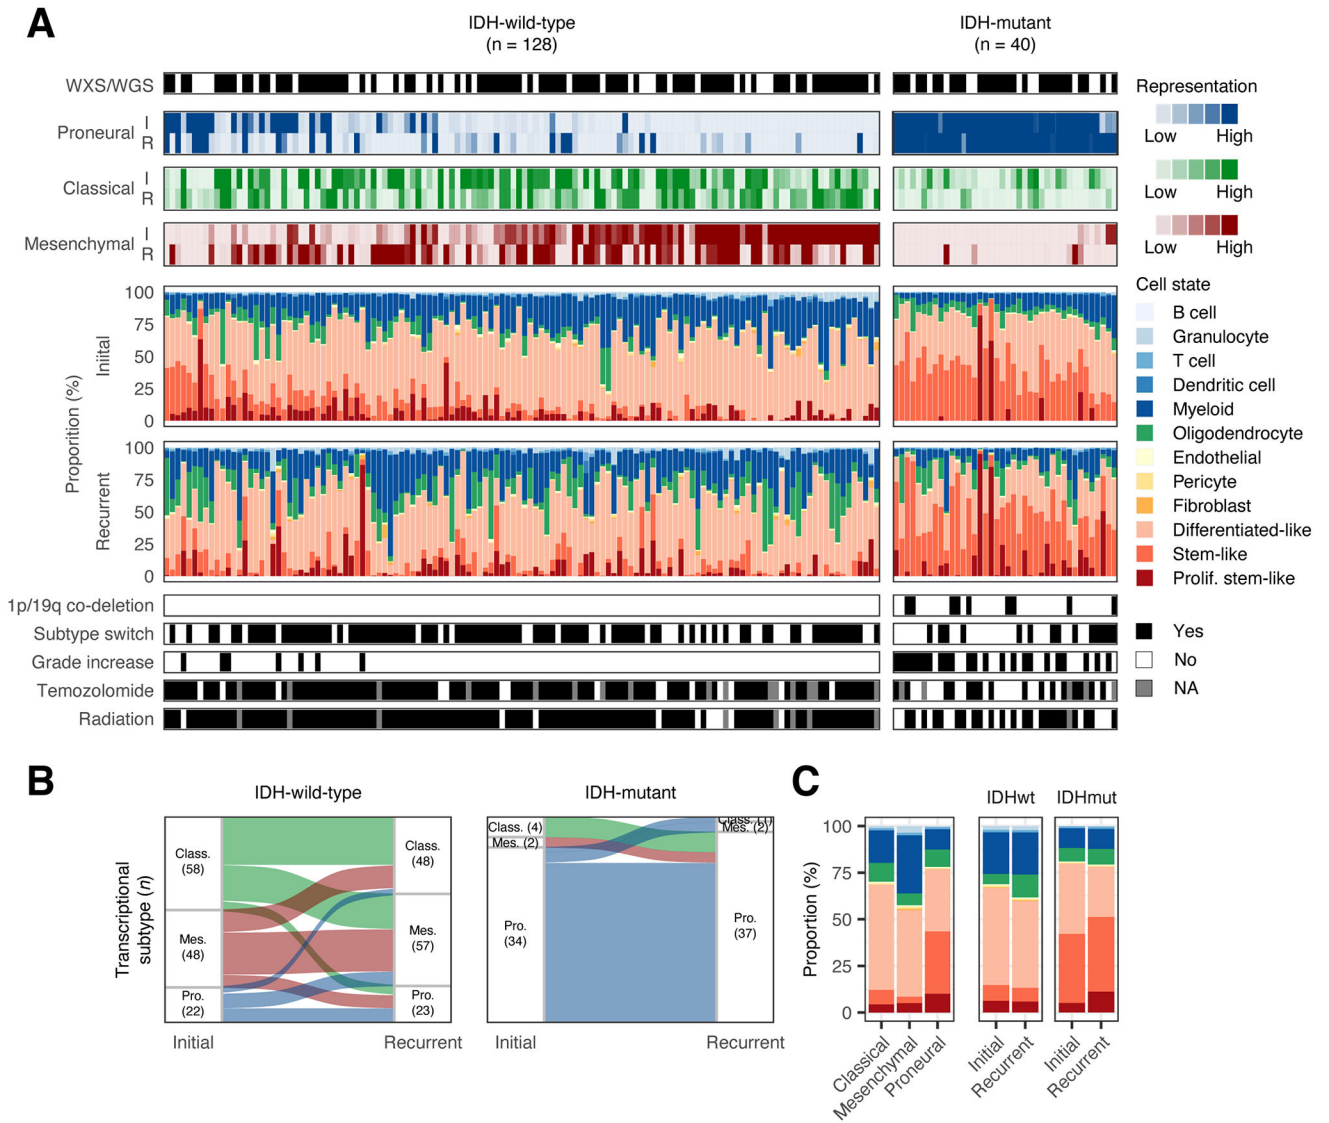 A
IDH-wild-type
(n = 128)
IDH-mutant
(n = 40)
WXS/WGS
Proneural
I
R
Classical
I
R
Mesenchymal
I
R
Representation
Low High
Low High
Low High
Proportion (%)
Iniital
100
75
50
25
0
Recurrent
100
75
50
25
0
Cell state
B cell
Granulocyte
T cell
Dendritic cell
Myeloid
Oligodendrocyte
Endothelial
Pericyte
Fibroblast
Differentiated-like
Stem-like
Prolif. stem-like
1p/19q co-deletion
Subtype switch
Grade increase
Temozolomide
Radiation
Yes
No
NA
B
IDH-wild-type
Transcriptional
subtype (n)
Class.
(58)
Mes.
(48)
Pro.
(22)
Class.
(48)
Mes.
(57)
Pro.
(23)
Initial
Recurrent
IDH-mutant
Class. (4)
Mes. (2)
Pro.
(34)
Class. (1)
Mes. (2)
Pro.
(37)
Initial
Recurrent
C
IDHwt
IDHmut
Proportion (%)
100
75
50
25
0
Classical
Mesenchymal
Proneural
Initial
Recurrent
Initial
Recurrent